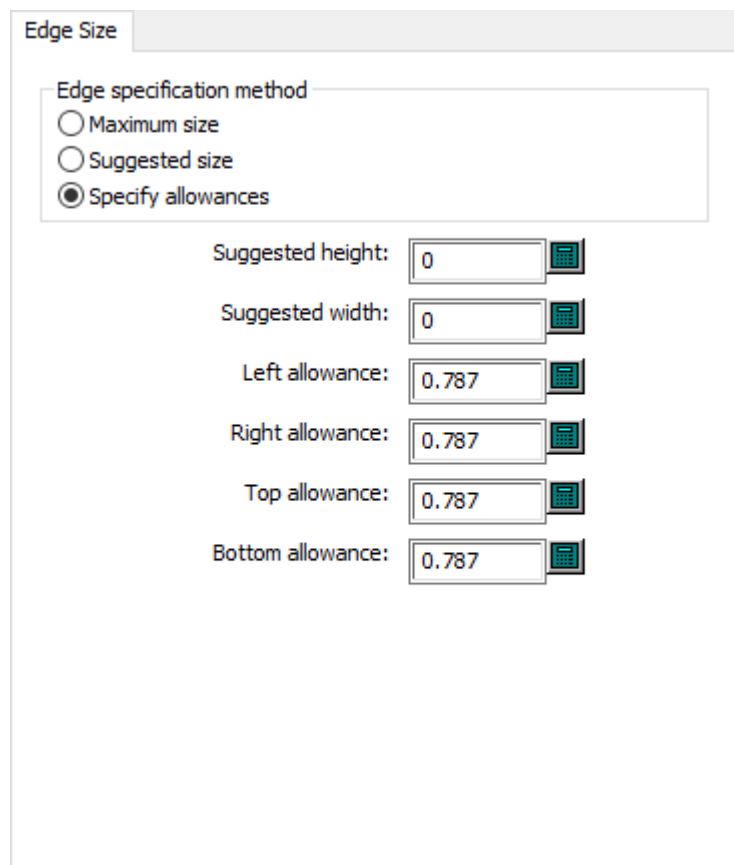 Edge Size
Edge specification method
Maximum size
Suggested size
Specify allowances
Suggested height: 0
Suggested width: 0
Left allowance: 0.787
Right allowance: 0.787
Top allowance: 0.787
Bottom allowance: 0.787